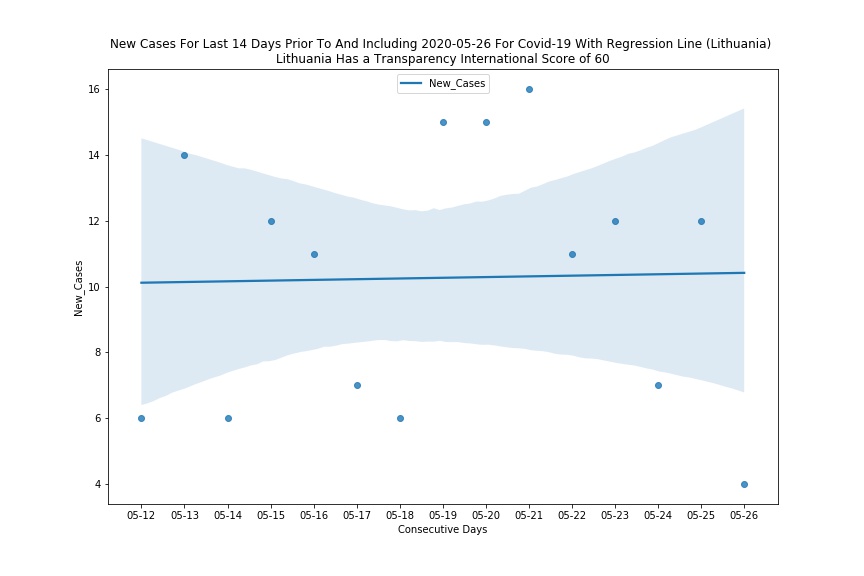 New Cases For Last 14 Days Prior To And Including 2020-05-26 For Covid-19 With Regression Line (Lithuania)
Lithuania Has a Transparency International Score of 60
New_Cases
16
14
12
10
8
6
4
New_Cases
05-12 05-13 05-14 05-15 05-16 05-17 05-18 05-19 05-20 05-21 05-22 05-23 05-24 05-25 05-26
Consecutive Days